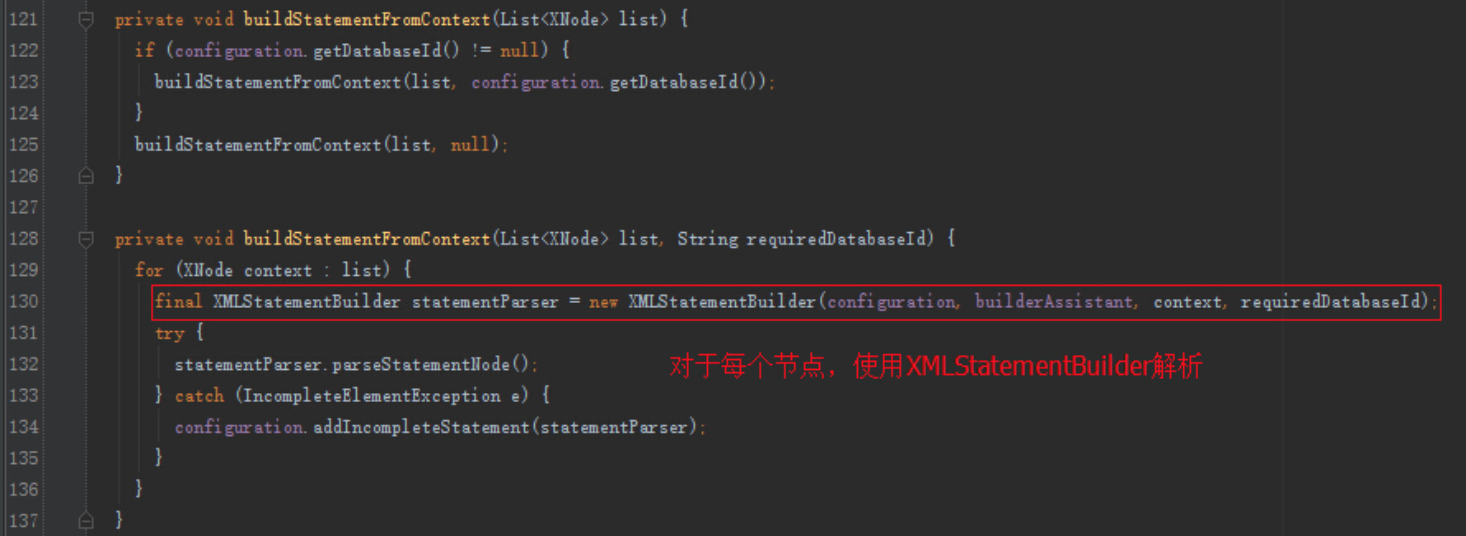 121 private void buildStatementFromContext(List<XNode> list) {
122 if (configuration.getDatabaseId() != null) {
123 buildStatementFromContext(list, configuration.getDatabaseId());
124 }
125 buildStatementFromContext(list, null);
126 }
127
128 private void buildStatementFromContext(List<XNode> list, String requiredDatabaseId) {
129 for (XNode context : list) {
130 final XMLStatementBuilder statementParser = new XMLStatementBuilder(configuration, builderAssistant, context, requiredDatabaseId);
131 try {
132 statementParser.parseStatementNode(); 对于每个节点，使用XMLStatementBuilder解析
133 } catch (IncompleteElementException e) {
134 configuration.addIncompleteStatement(statementParser);
135 }
136 }
137 }